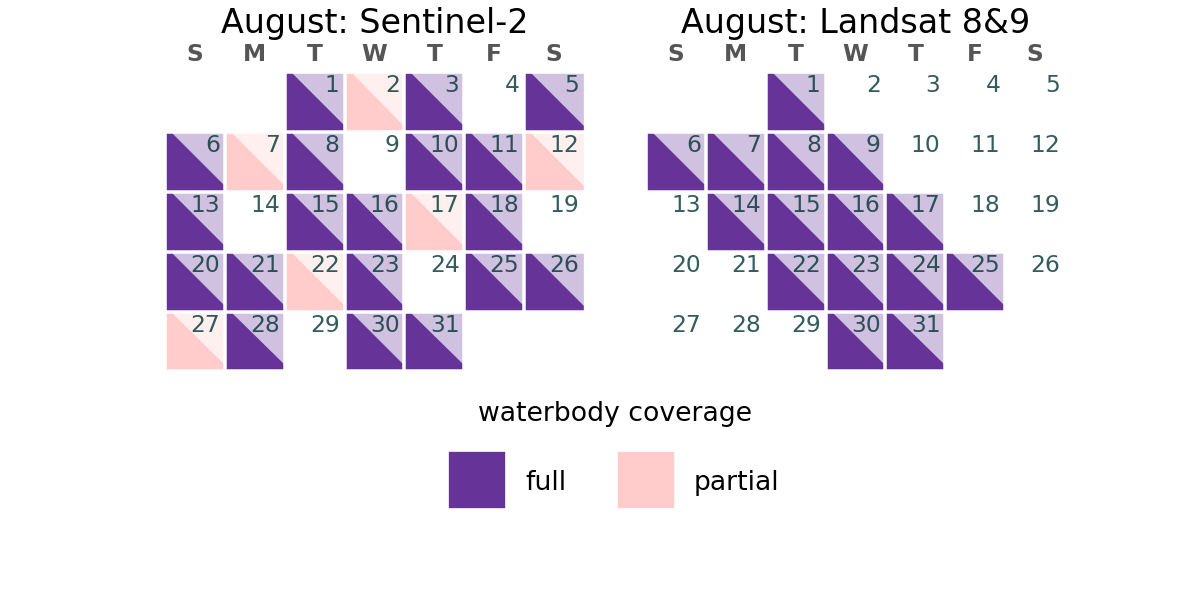 August: Sentinel-2
S M T W T F S
1 2 3 4 5
6 7 8 9 10 11 12
13 14 15 16 17 18 19
20 21 22 23 24 25 26
27 28 29 30 31
August: Landsat 8&9
S M T W T F S
1 2 3 4 5
6 7 8 9 10 11 12
13 14 15 16 17 18 19
20 21 22 23 24 25 26
27 28 29 30 31
waterbody coverage
full partial